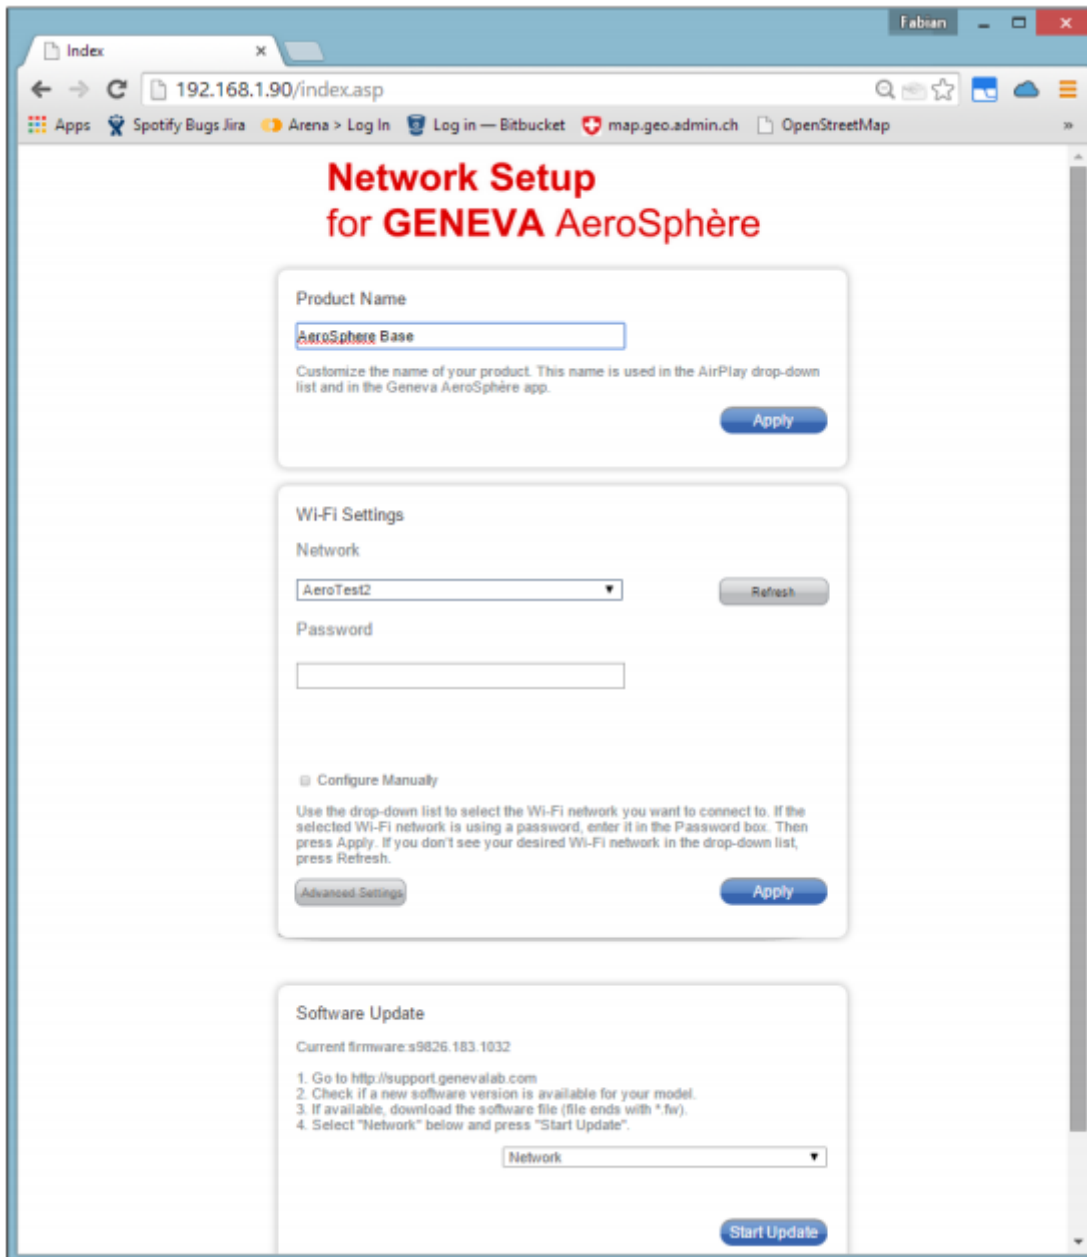 Fabian
Index
192.168.1.90/index.asp
Apps Spotify Bugs Jira Arena > Log In Log in — Bitbucket map.geo.admin.ch OpenStreetMap »
Network Setup
for GENEVA AeroSphère
Product Name
AeroSphere Base
Customize the name of your product. This name is used in the AirPlay drop-down
list and in the Geneva AeroSphère app.
Apply
Wi-Fi Settings
Network
AeroTest2
Refresh
Password
Configure Manually
Use the drop-down list to select the Wi-Fi network you want to connect to. If the
selected Wi-Fi network is using a password, enter it in the Password box. Then
press Apply. If you don't see your desired Wi-Fi network in the drop-down list,
press Refresh.
Advanced Settings
Apply
Software Update
Current firmware:s9826.183.1032
1. Go to http://support.genevalab.com
2. Check if a new software version is available for your model.
3. If available, download the software file (file ends with *.fw).
4. Select "Network" below and press "Start Update".
Network
Start Update